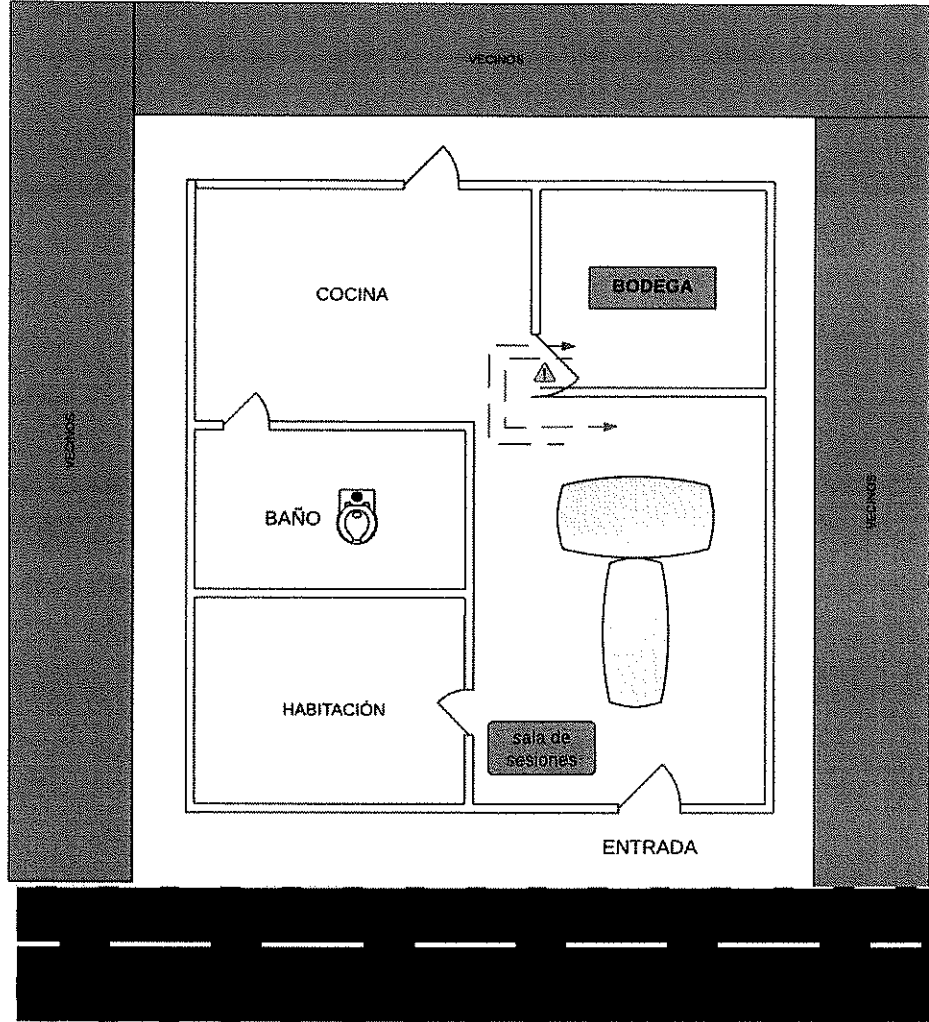 VECINOS
COCINA
BODEGA
VECINOS
BAÑO
VECINOS
HABITACIÓN
sala de
sesiones
ENTRADA